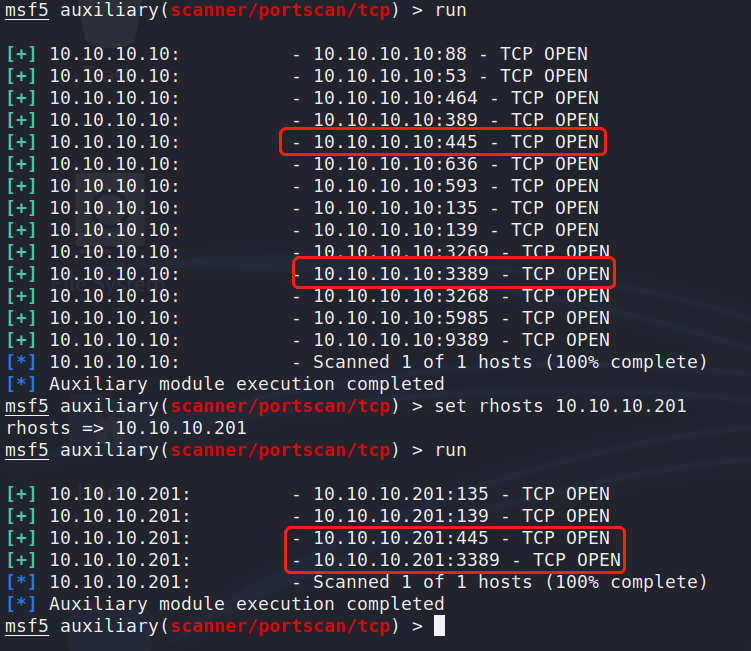 msf5 auxiliary(scanner/portscan/tcp) > run
[+] 10.10.10.10: - 10.10.10.10:88 - TCP OPEN
[+] 10.10.10.10: - 10.10.10.10:53 - TCP OPEN
[+] 10.10.10.10: - 10.10.10.10:464 - TCP OPEN
[+] 10.10.10.10: - 10.10.10.10:389 - TCP OPEN
[+] 10.10.10.10: - 10.10.10.10:445 - TCP OPEN
[+] 10.10.10.10: - 10.10.10.10:636 - TCP OPEN
[+] 10.10.10.10: - 10.10.10.10:593 - TCP OPEN
[+] 10.10.10.10: - 10.10.10.10:135 - TCP OPEN
[+] 10.10.10.10: - 10.10.10.10:139 - TCP OPEN
[+] 10.10.10.10: - 10.10.10.10:3269 - TCP OPEN
[+] 10.10.10.10: - 10.10.10.10:3389 - TCP OPEN
[+] 10.10.10.10: - 10.10.10.10:3268 - TCP OPEN
[+] 10.10.10.10: - 10.10.10.10:5985 - TCP OPEN
[+] 10.10.10.10: - 10.10.10.10:9389 - TCP OPEN
[*] 10.10.10.10: - Scanned 1 of 1 hosts (100% complete)
[*] Auxiliary module execution completed
msf5 auxiliary(scanner/portscan/tcp) > set rhosts 10.10.10.201
rhosts => 10.10.10.201
msf5 auxiliary(scanner/portscan/tcp) > run
[+] 10.10.10.201: - 10.10.10.201:135 - TCP OPEN
[+] 10.10.10.201: - 10.10.10.201:139 - TCP OPEN
[+] 10.10.10.201: - 10.10.10.201:445 - TCP OPEN
[+] 10.10.10.201: - 10.10.10.201:3389 - TCP OPEN
[*] 10.10.10.201: - Scanned 1 of 1 hosts (100% complete)
[*] Auxiliary module execution completed
msf5 auxiliary(scanner/portscan/tcp) >